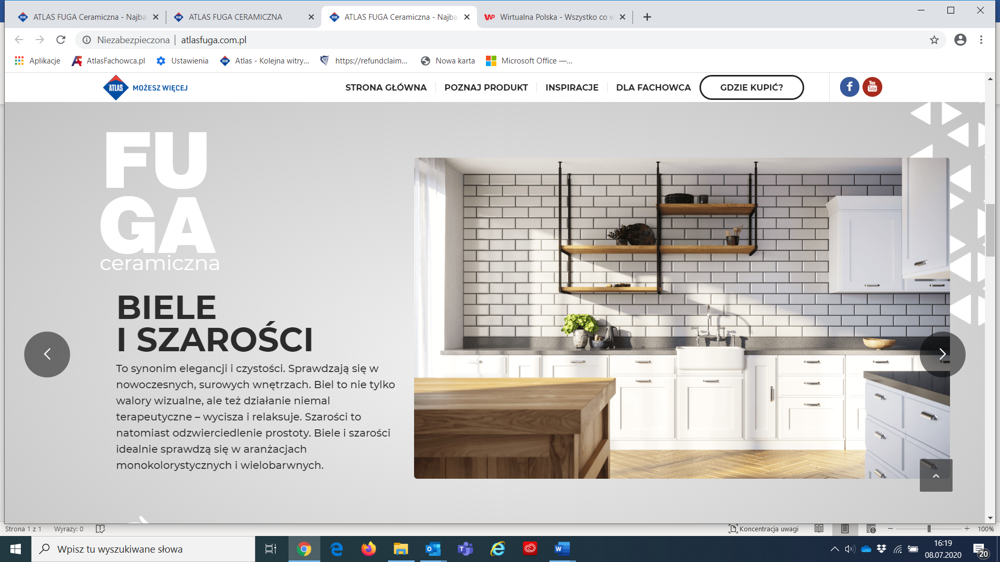 ATLAS FUGA Ceramiczna - Najba
ATLAS FUGA CERAMICZNA
ATLAS FUGA Ceramiczna - Najba
Wirtualna Polska - Wszystko co w
Niezabezpieczona | atlasfuga.com.pl
Aplikacje
AtlasFachowca.pl
Ustawienia
Atlas - Kolejna witry...
https://refundclaim...
Nowa karta
Microsoft Office —...
ATLAS
MOŻESZ WIĘCEJ
STRONA GŁÓWNA
POZNAJ PRODUKT
INSPIRACJE
DLA FACHOWCA
GDZIE KUPIĆ?
f
You Tube
FU
GA
ceramiczna
BIELE
I SZAROŚCI
To synonim elegancji i czystości. Sprawdzają się w
nowoczesnych, surowych wnętrzach. Biel to nie tylko
walory wizualne, ale też działanie niemal
terapeutyczne – wycisza i relaksuje. Szarości to
natomiast odzwierciedlenie prostoty. Biele i szarości
idealnie sprawdzą się w aranżacjach
monokolorystycznych i wielobarwnych.
Strona 1 z 1
Wyrazy: 0
Koncentracja uwagi
100%
Wpisz tu wyszukiwane słowa
16:19
08.07.2020
20